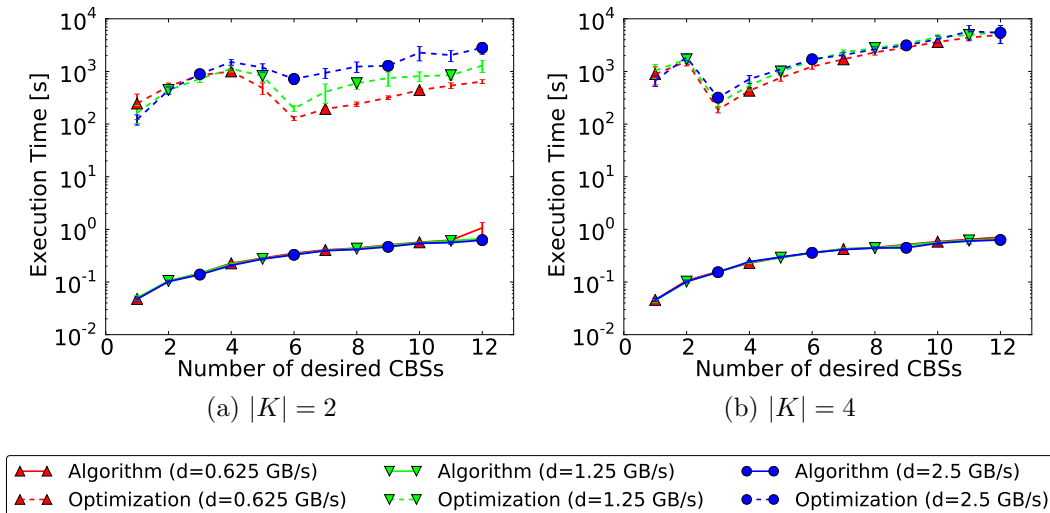 Execution Time [s]
10^4
10^3
10^2
10^1
10^0
10^-1
10^-2
0 2 4 6 8 10 12
Number of desired CBSs
(a) |K| = 2
Execution Time [s]
10^4
10^3
10^2
10^1
10^0
10^-1
10^-2
0 2 4 6 8 10 12
Number of desired CBSs
(b) |K| = 4
Algorithm (d=0.625 GB/s)
Optimization (d=0.625 GB/s)
Algorithm (d=1.25 GB/s)
Optimization (d=1.25 GB/s)
Algorithm (d=2.5 GB/s)
Optimization (d=2.5 GB/s)